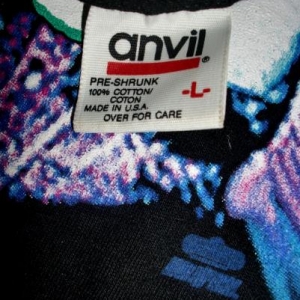 anvil®
PRE-SHRUNK
100% COTTON/
COTON
MADE IN U.S.A.
OVER FOR CARE
-L-